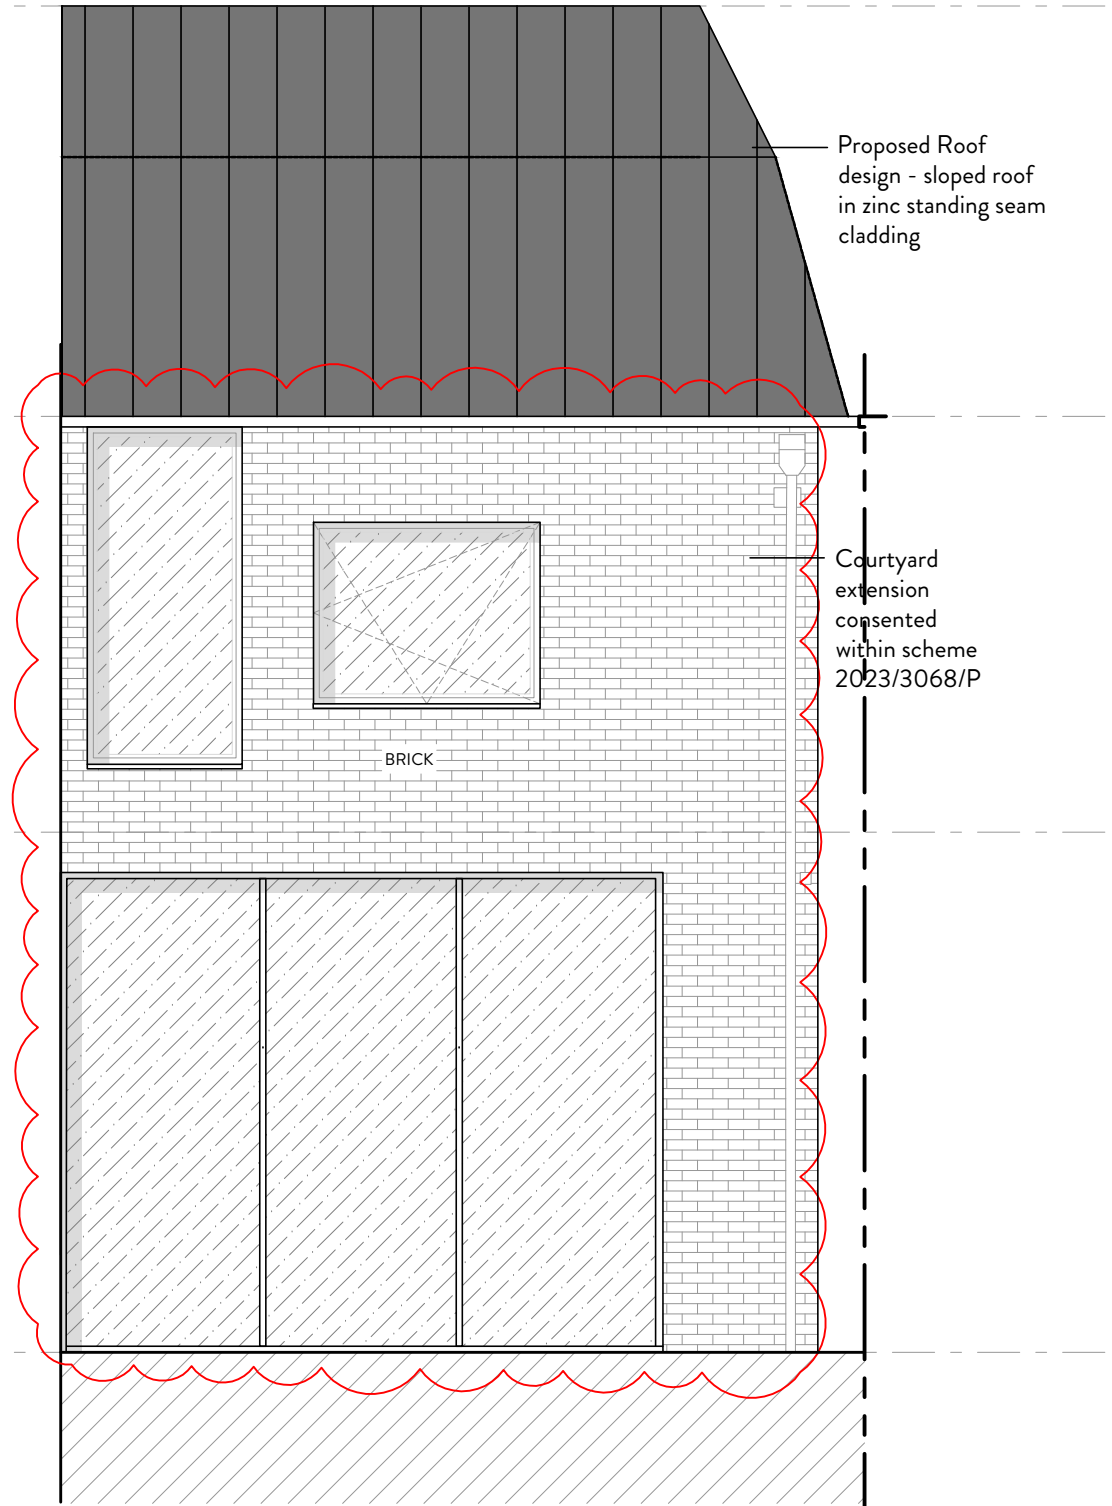 Proposed Roof
design - sloped roof
in zinc standing seam
cladding
Courtyard
extension
consented
within scheme
2023/3068/P
BRICK